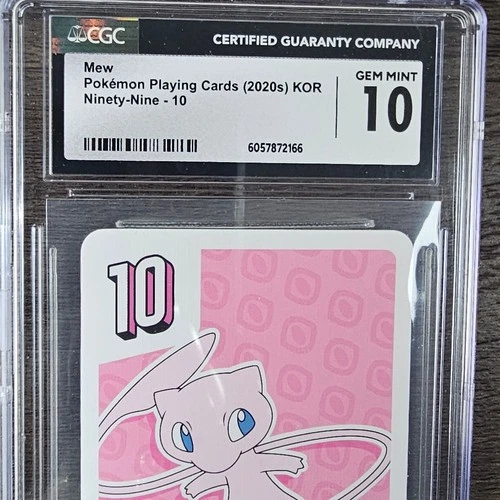 CGC
CERTIFIED GUARANTY COMPANY
Mew
Pokémon Playing Cards (2020s) KOR
Ninety-Nine - 10
GEM MINT
10
6057872166
10